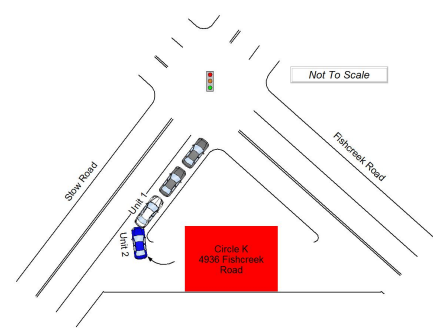 Not To Scale
Stow Road
Fishcreek Road
Unit 1
Unit 2
Circle K
4936 Fishcreek
Road